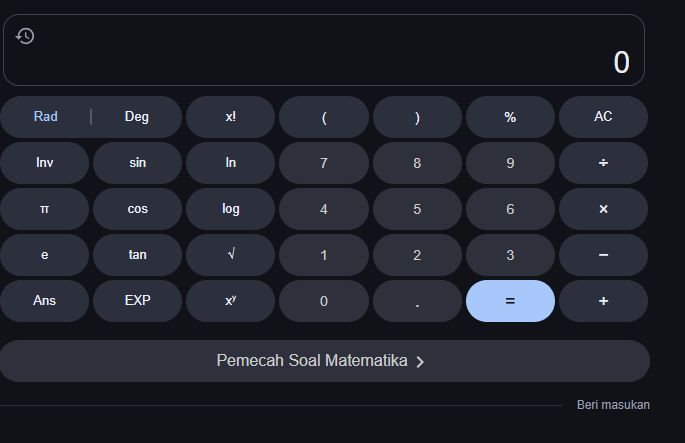 0
Rad | Deg x! ( ) % AC
Inv sin ln 7 8 9 ÷
π cos log 4 5 6 ×
e tan √ 1 2 3 −
Ans EXP xʸ 0 . = +
Pemecah Soal Matematika
Beri masukan